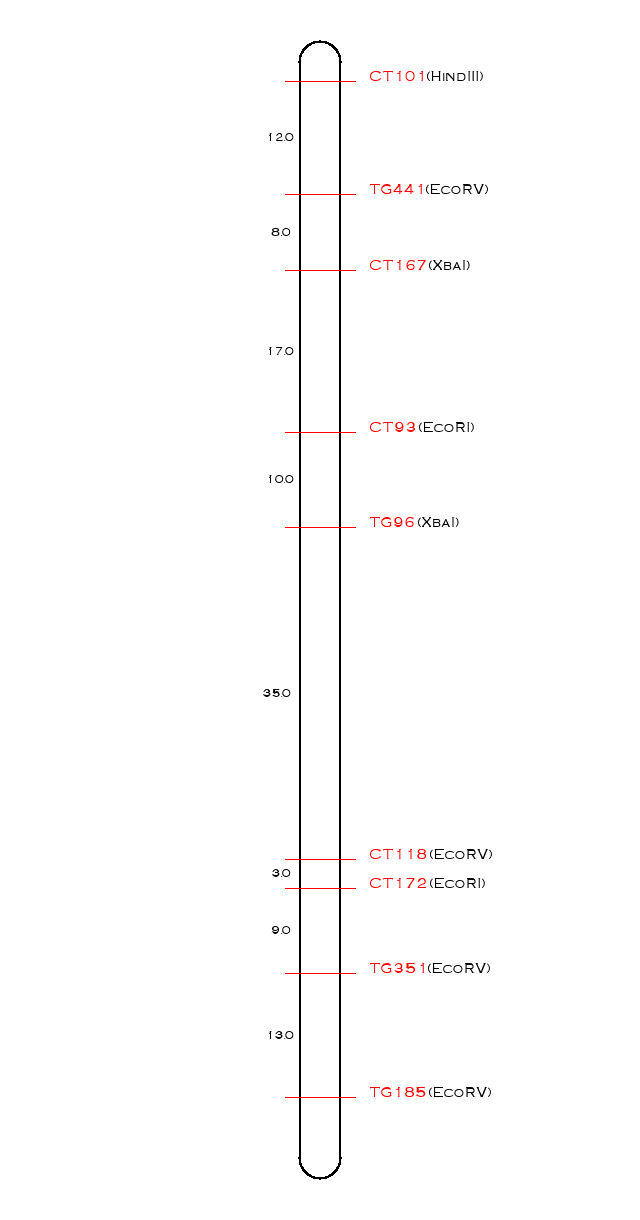 CT101(HindIII)
12.0
TG441(EcoRV)
8.0
CT167(XbaI)
17.0
CT93(EcoRI)
10.0
TG96(XbaI)
35.0
CT118(EcoRV)
3.0
CT172(EcoRI)
9.0
TG351(EcoRV)
13.0
TG185(EcoRV)